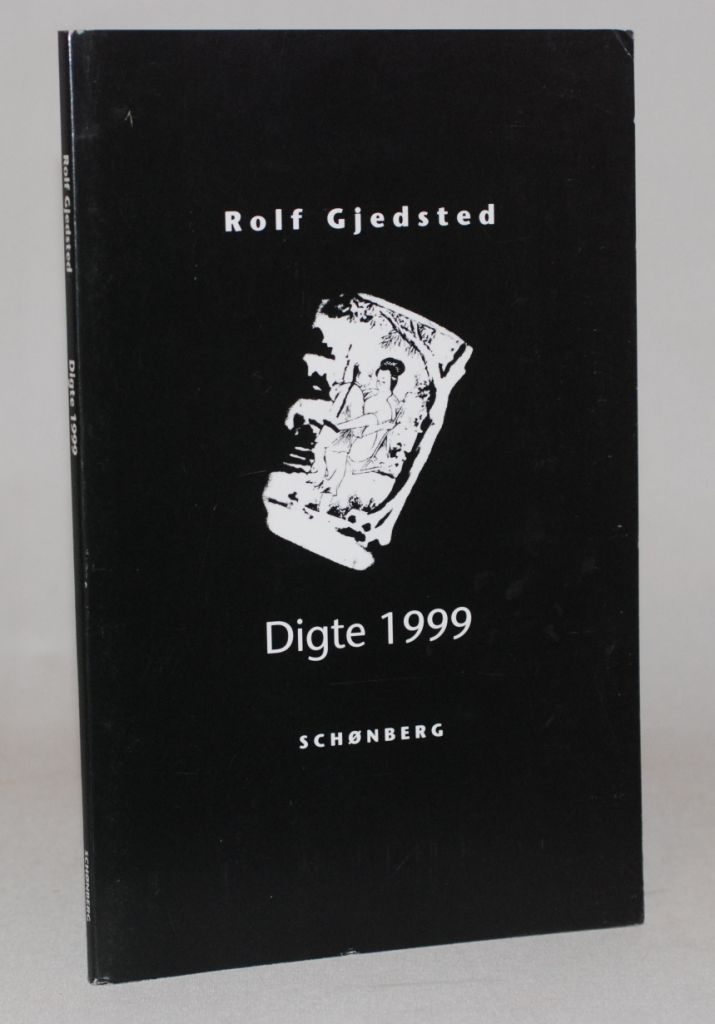 Rolf Gjedsted
Digte 1999
SCHØNBERG
Rolf Gjedsted
Digte 1999
SCHØNBERG